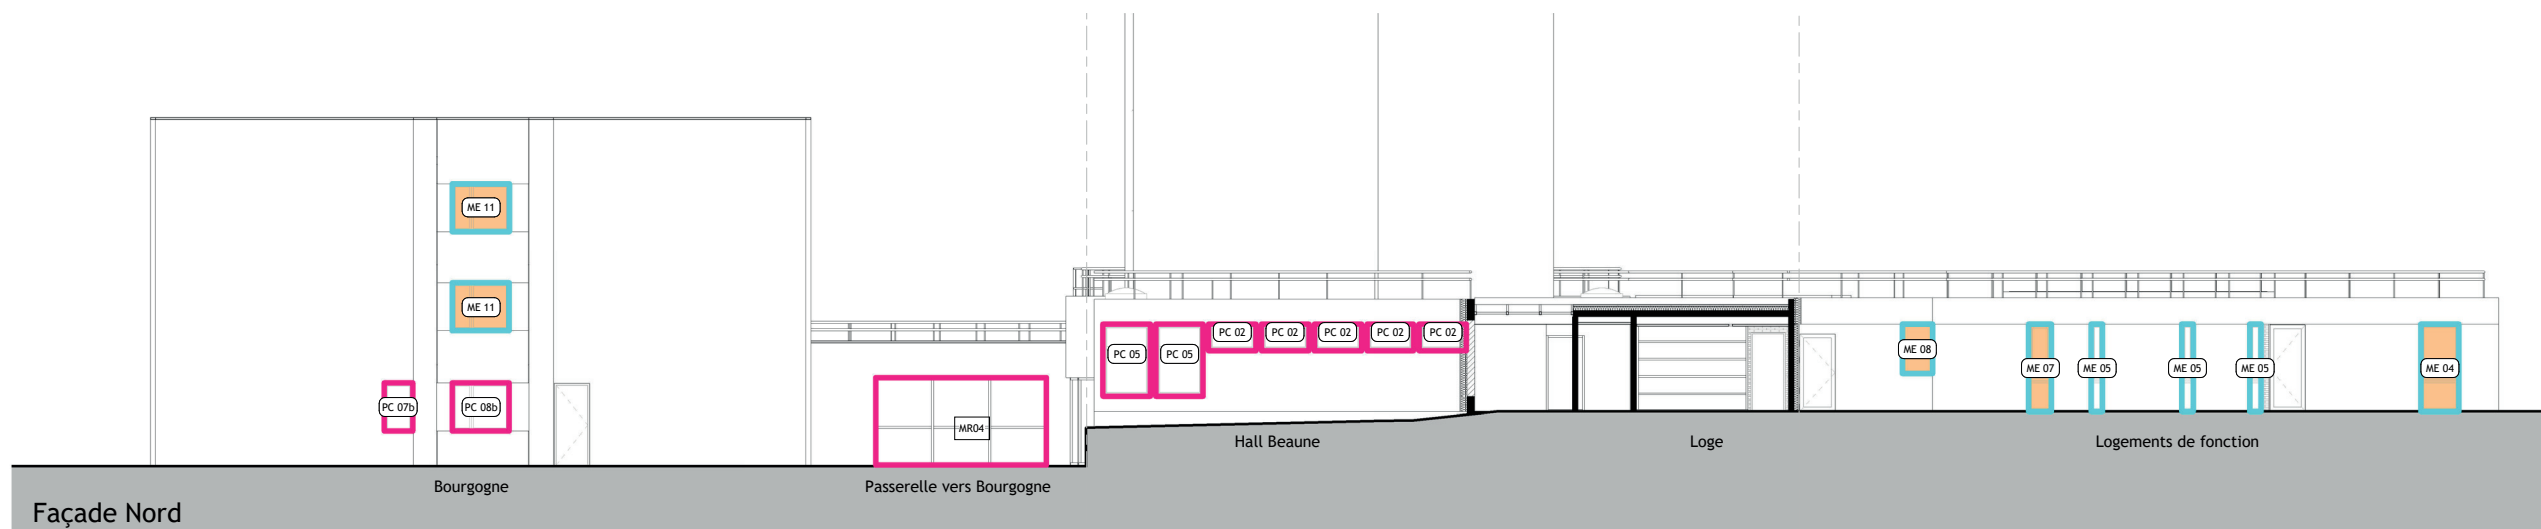 ME 11
ME 11
PC 07b
PC 08b
MR04
PC 05
PC 05
PC 02
PC 02
PC 02
PC 02
PC 02
ME 08
ME 07
ME 05
ME 05
ME 05
ME 04
Hall Beaune
Loge
Logements de fonction
Bourgogne
Passerelle vers Bourgogne
Façade Nord